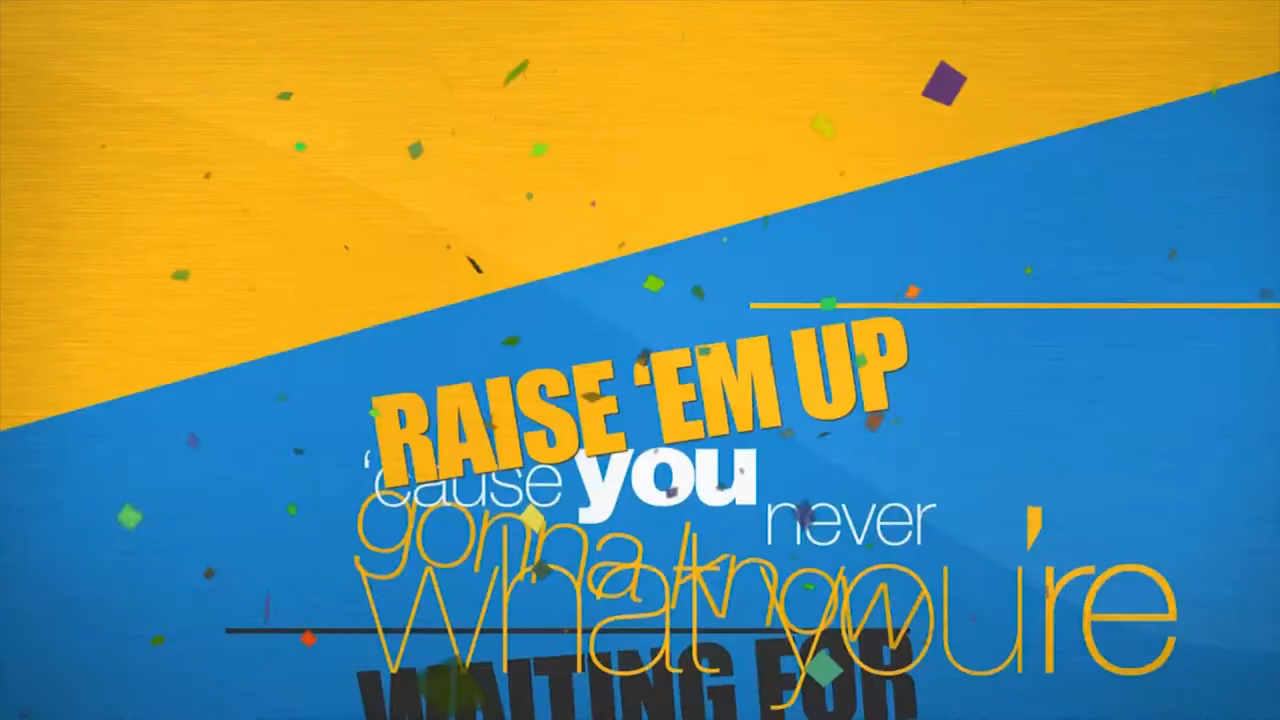 RAISE ‘EM UP
‘cause you never
gonna know
what you’re
WAITING FOR